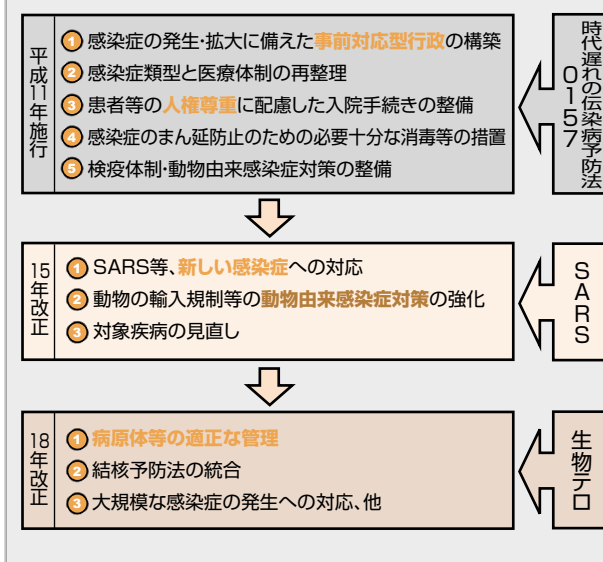 平成11年施行
① 感染症の発生・拡大に備えた事前対応型行政の構築
② 感染症類型と医療体制の再整理
③ 患者等の人権尊重に配慮した入院手続きの整備
④ 感染症のまん延防止のための必要十分な消毒等の措置
⑤ 検疫体制・動物由来感染症対策の整備
時代遅れの伝染病予防法
O157
15年改正
① SARS等、新しい感染症への対応
② 動物の輸入規制等の動物由来感染症対策の強化
③ 対象疾病の見直し
SARS
18年改正
① 病原体等の適正な管理
② 結核予防法の統合
③ 大規模な感染症の発生への対応、他
生物テロ